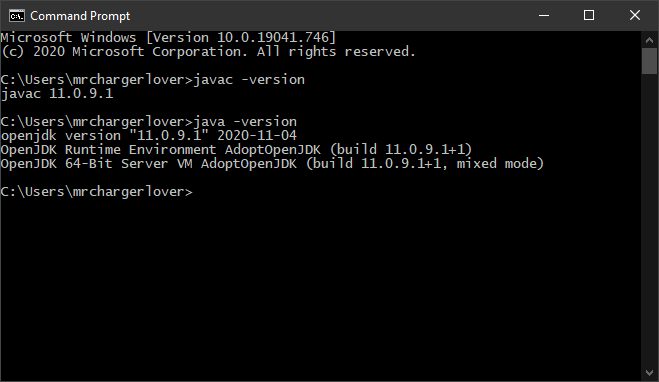 Command Prompt
Microsoft Windows [Version 10.0.19041.746]
(c) 2020 Microsoft Corporation. All rights reserved.
C:\Users\mrchargerlover>javac -version
javac 11.0.9.1
C:\Users\mrchargerlover>java -version
openjdk version "11.0.9.1" 2020-11-04
OpenJDK Runtime Environment AdoptOpenJDK (build 11.0.9.1+1)
OpenJDK 64-Bit Server VM AdoptOpenJDK (build 11.0.9.1+1, mixed mode)
C:\Users\mrchargerlover>